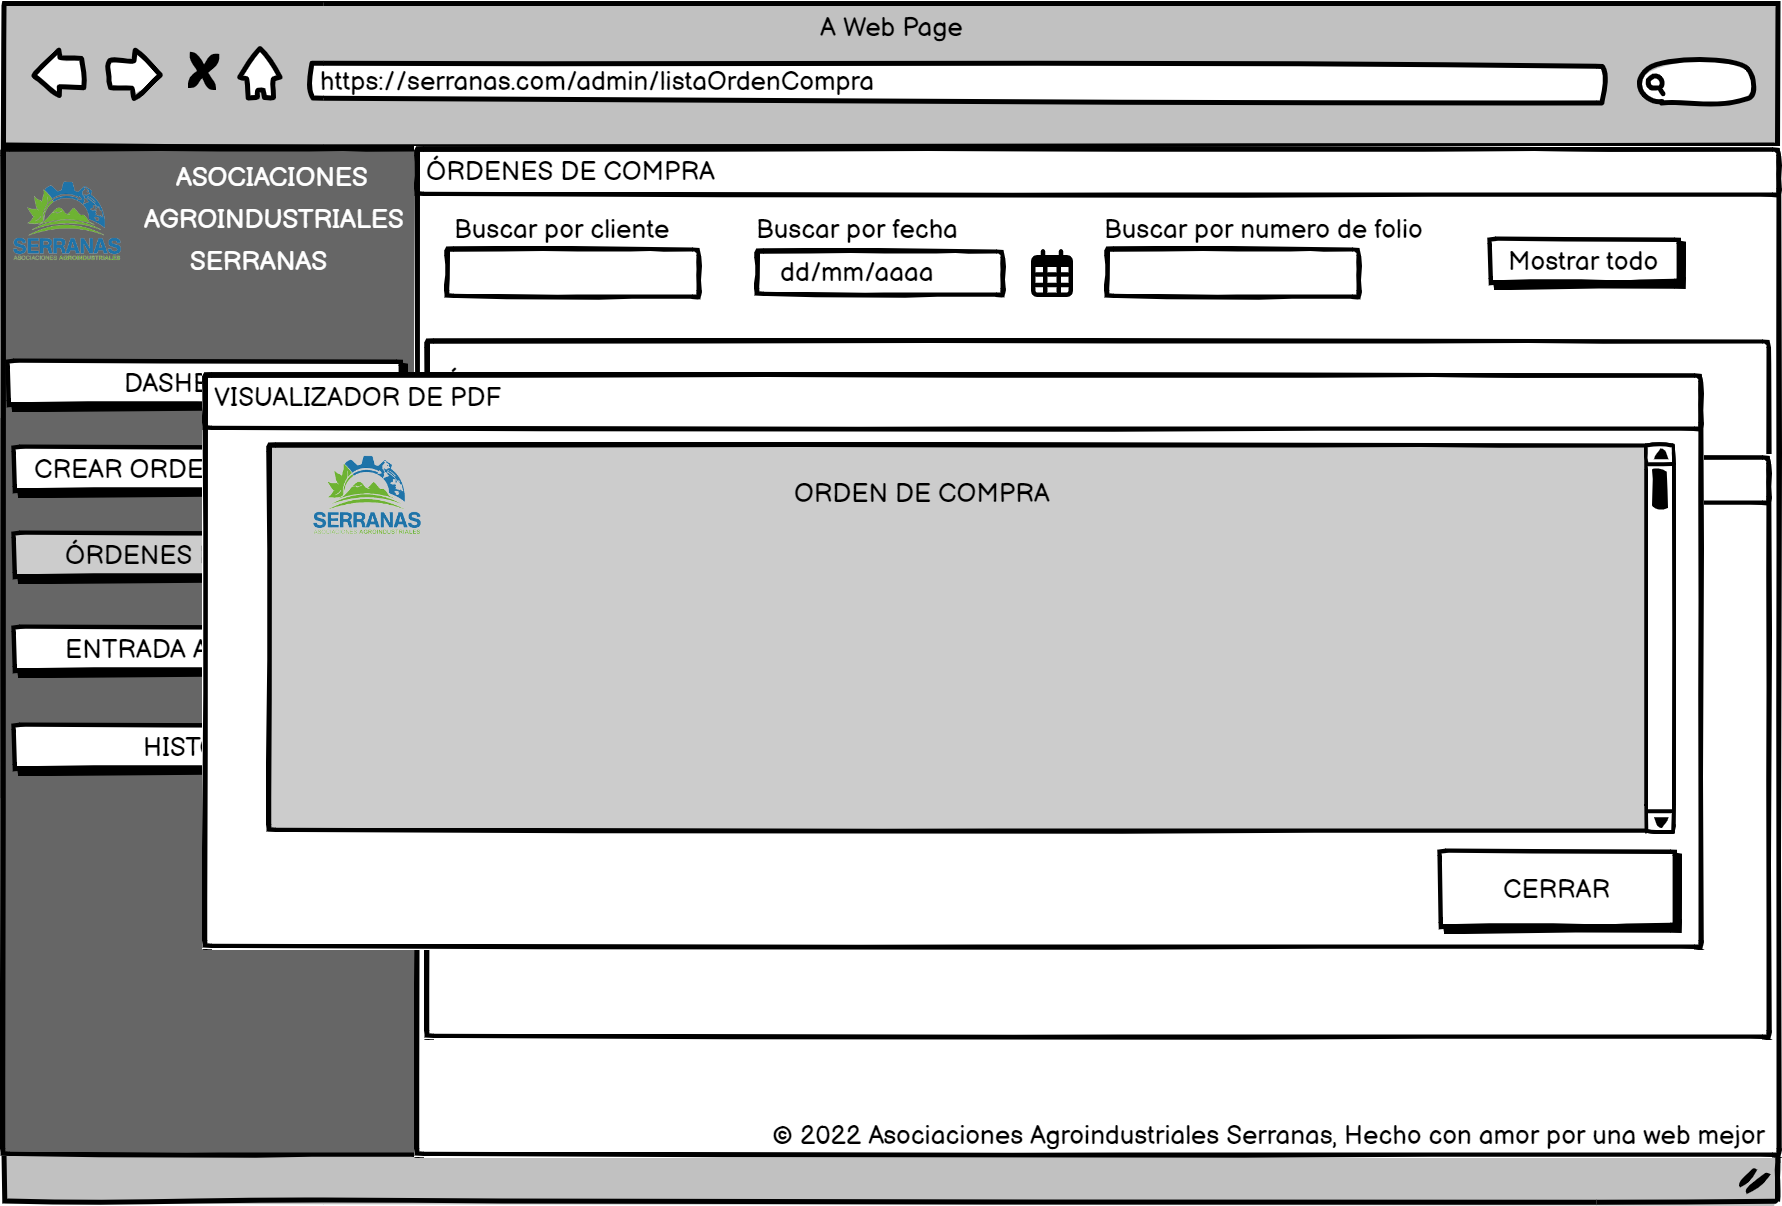 A Web Page
https://serranas.com/admin/listaOrdenCompra
ASOCIACIONES
AGROINDUSTRIALES
SERRANAS
SERRANAS
ASOCIACIONES AGROINDUSTRIALES
ÓRDENES DE COMPRA
Buscar por cliente
Buscar por fecha
Buscar por numero de folio
dd/mm/aaaa
Mostrar todo
CREAR ORDE
ÓRDENES
ENTRADA A
HIST
VISUALIZADOR DE PDF
SERRANAS
ASOCIACIONES AGROINDUSTRIALES
ORDEN DE COMPRA
CERRAR
© 2022 Asociaciones Agroindustriales Serranas, Hecho con amor por una web mejor